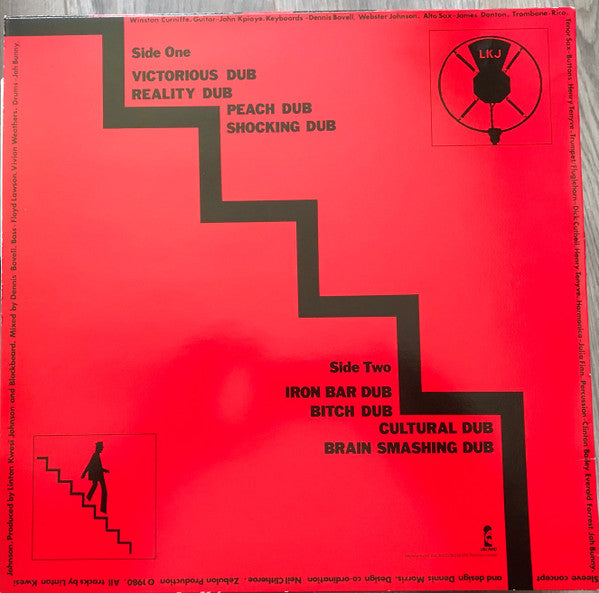 Winston Curniffe. Guitar-John Kpiaye. Keyboards-Dennis Bovell, Webster Johnson. Alto Sax-James Danton. Trombone-Rico.
Tenor Sax-Buttons, Henry Tenyve. Trumpet, Flugelhorn-Dick Cuthell, Henry Tenyve. Harmonica-Julio Finn. Percussion-Clinton Bailey, Everald Forrest, Jah Bunny.
LKJ
Side One
VICTORIOUS DUB
REALITY DUB
PEACH DUB
SHOCKING DUB
Side Two
IRON BAR DUB
BITCH DUB
CULTURAL DUB
BRAIN SMASHING DUB
ISLAND
Sleeve concept
and design Dennis Morris. Design co-ordination. Neil Clitheroe. Zebulon Production. ℗ 1980. All tracks by Linton Kwesi
Johnson. Produced by Linton Kwesi Johnson and Blackbeard. Mixed by Dennis Bovell. Bass-Floyd Lawson, Vivian Weathers. Drums-Jah Bunny,